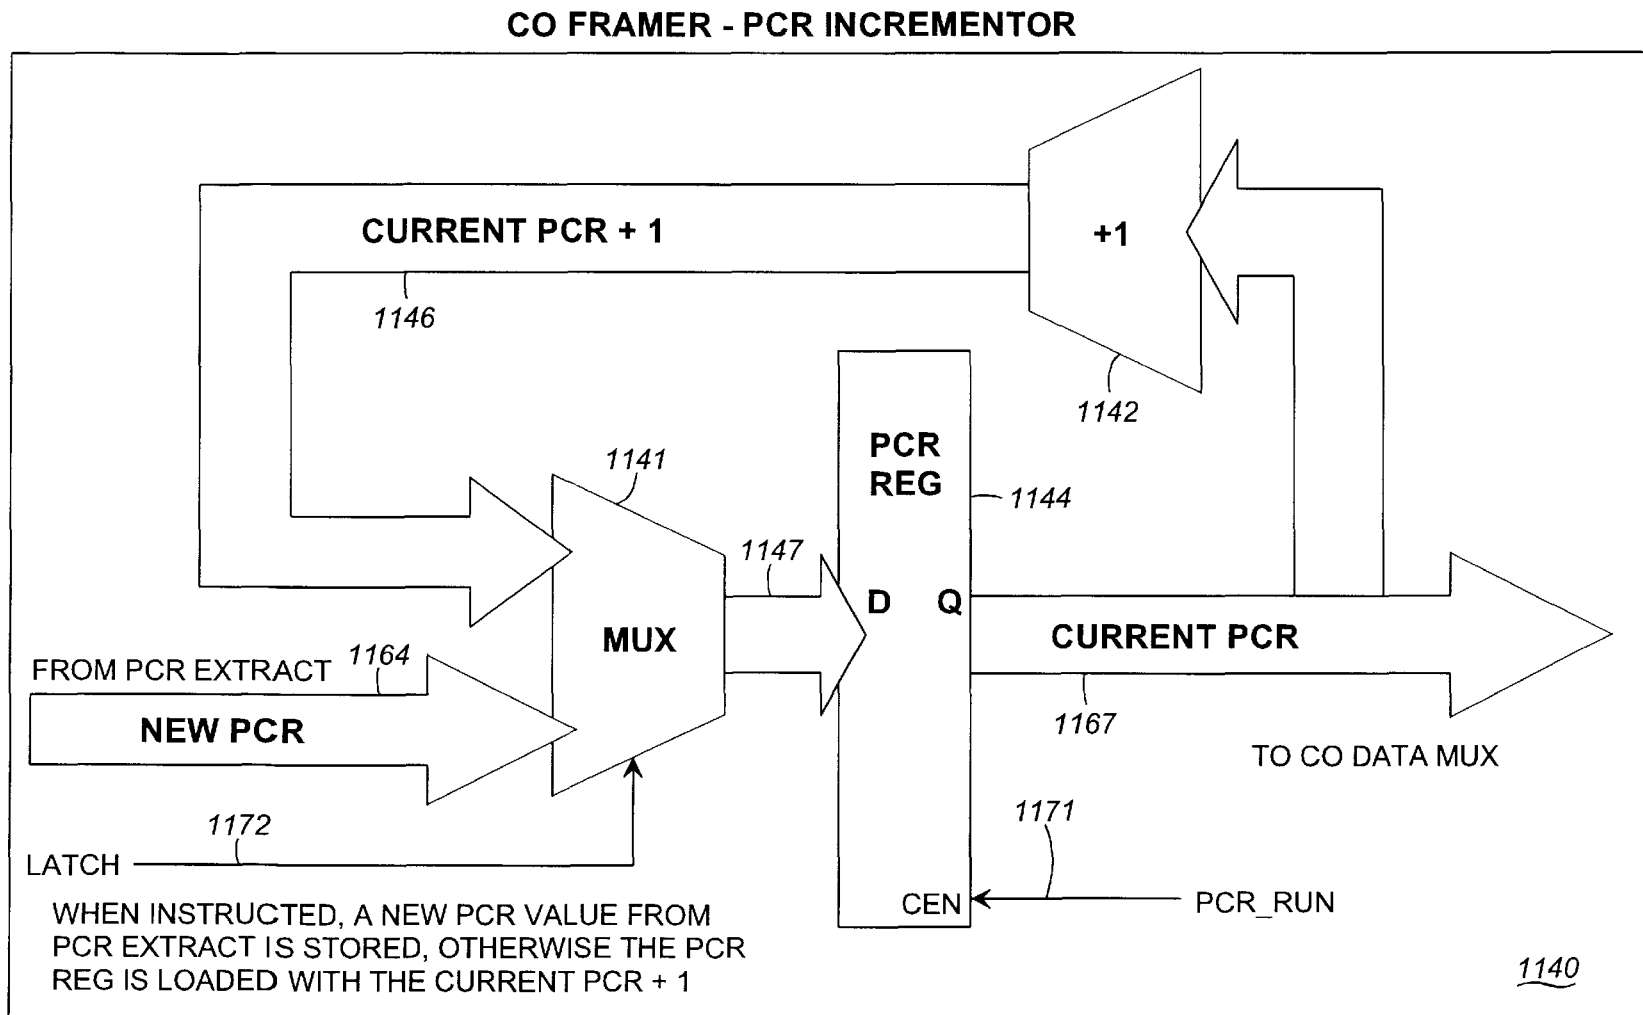 CO FRAMER - PCR INCREMENTOR
CURRENT PCR + 1
+1
1146
1142
PCR
REG
1141
1144
1147
D
Q
MUX
CURRENT PCR
FROM PCR EXTRACT
1164
NEW PCR
1167
TO CO DATA MUX
1172
1171
LATCH
CEN
PCR_RUN
WHEN INSTRUCTED, A NEW PCR VALUE FROM
PCR EXTRACT IS STORED, OTHERWISE THE PCR
REG IS LOADED WITH THE CURRENT PCR + 1
1140